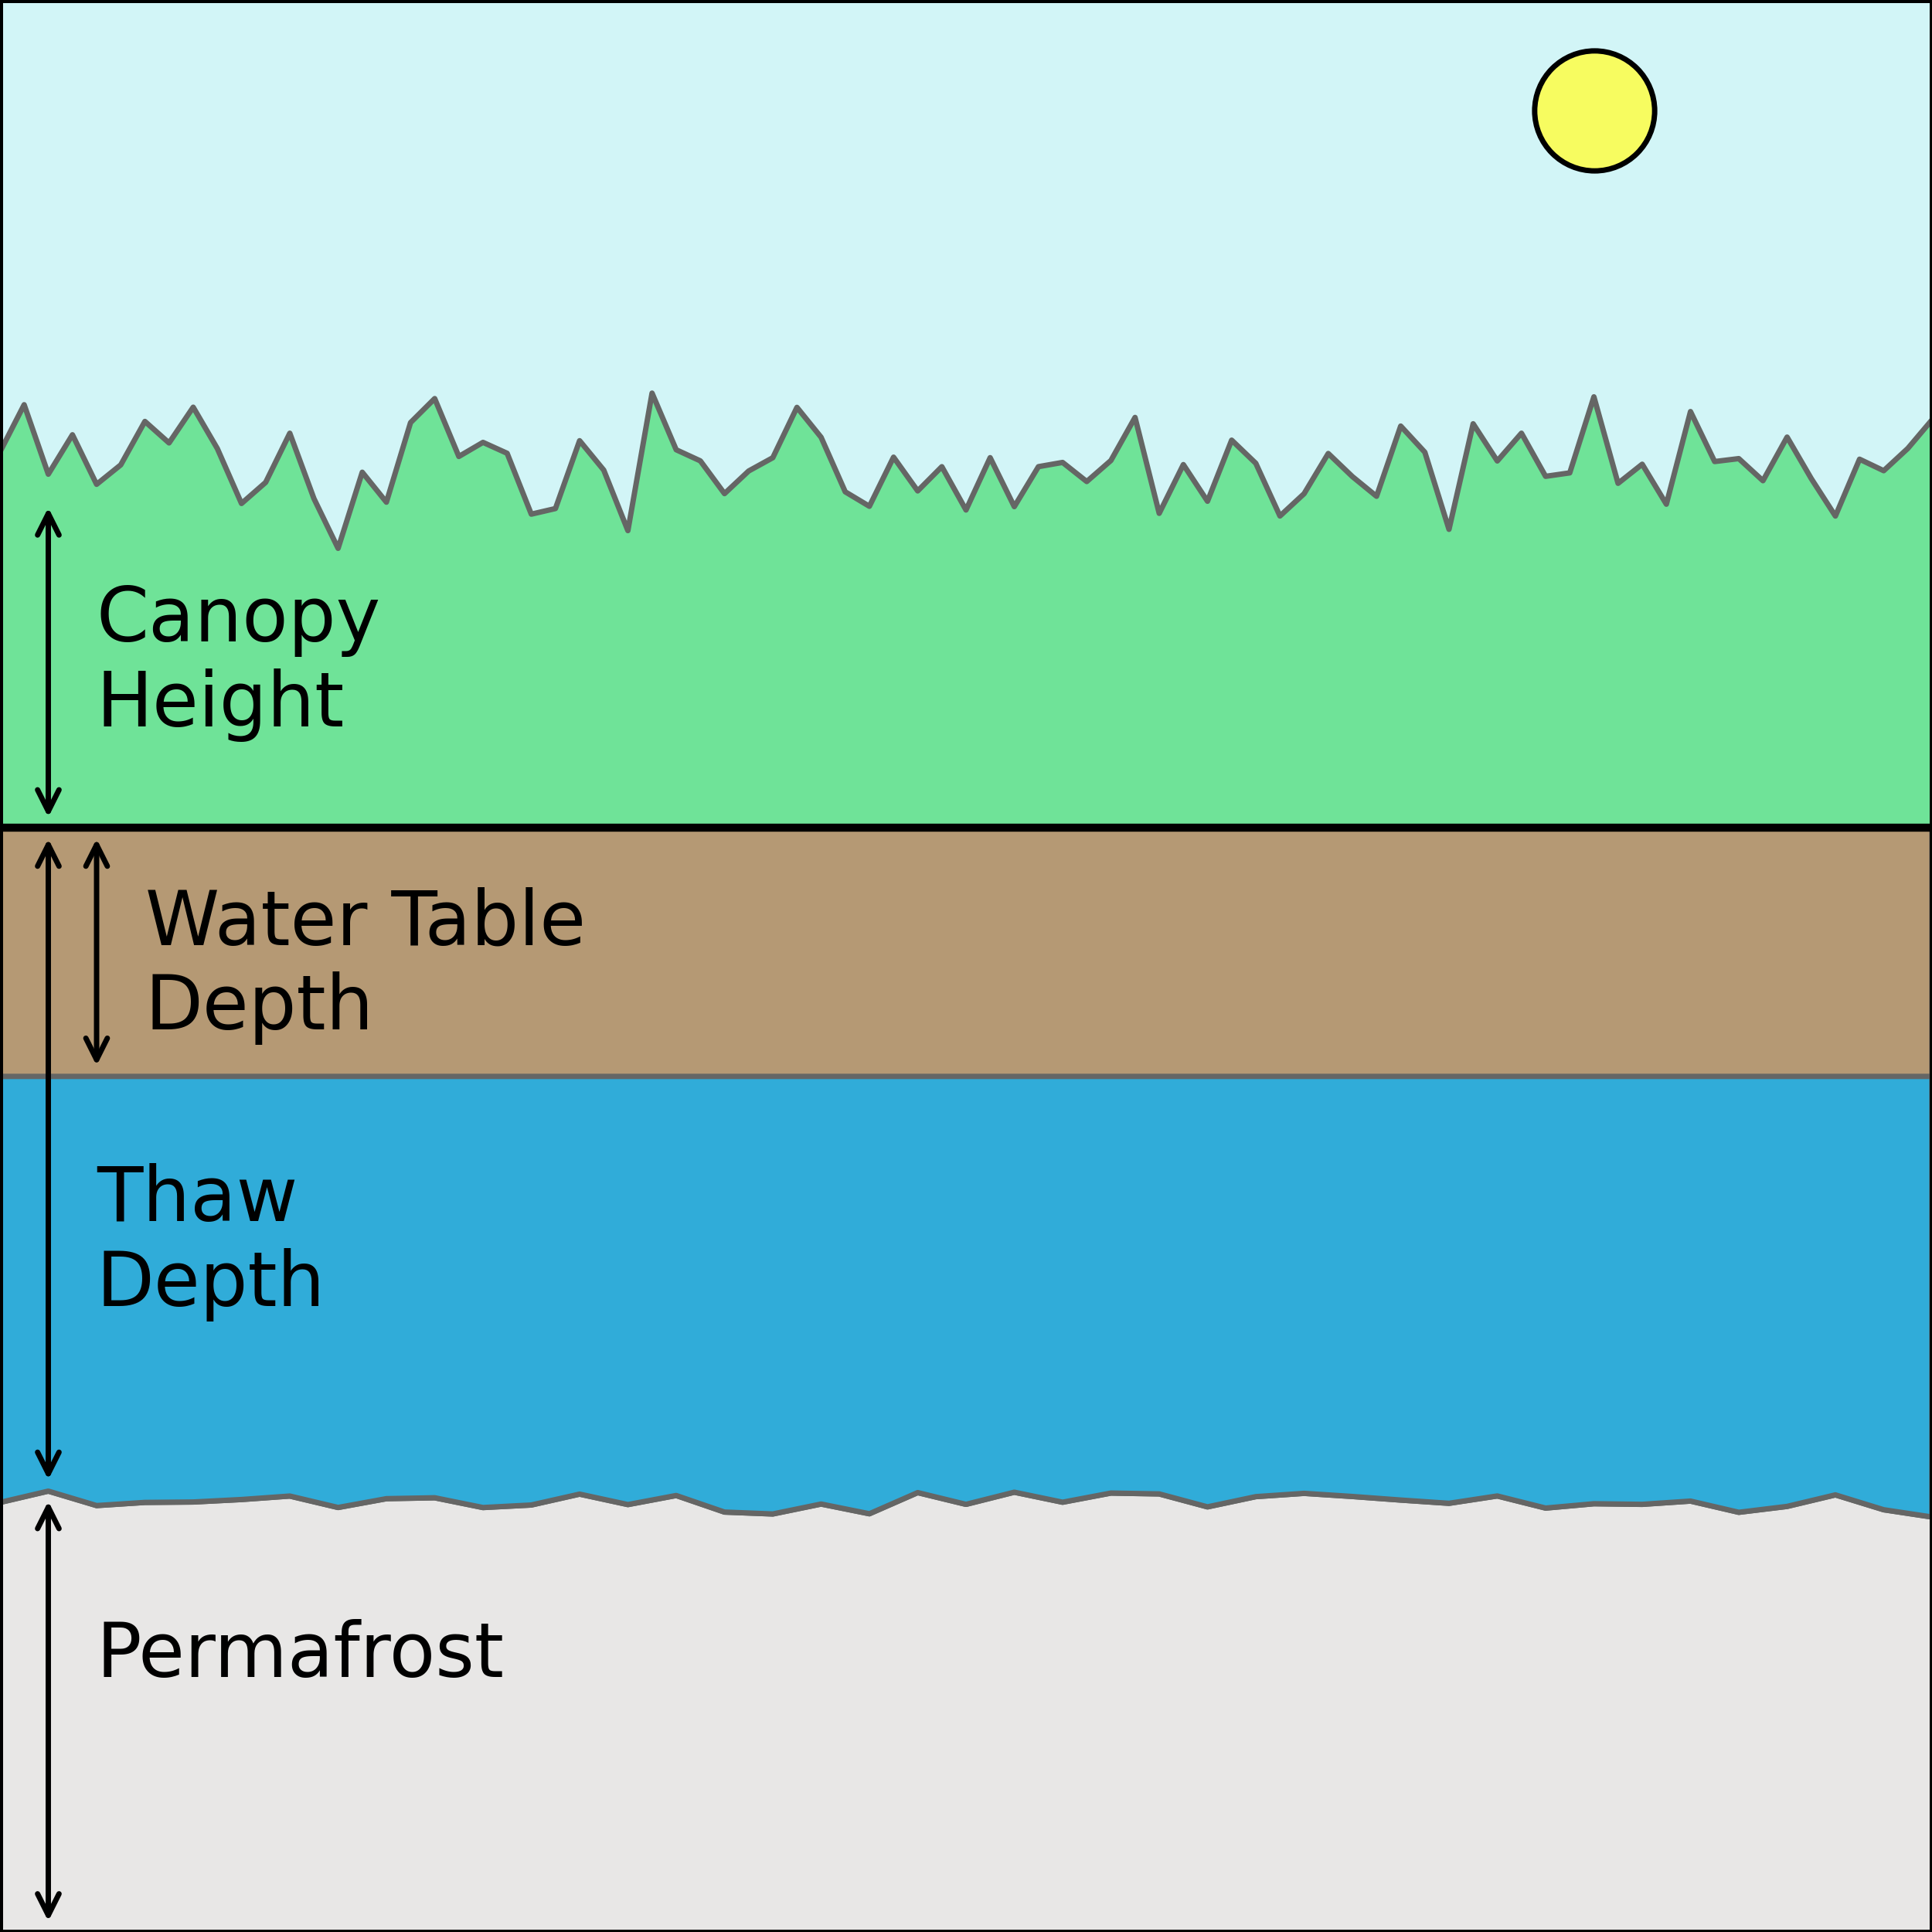 Canopy
Height
Water Table
Depth
Thaw
Depth
Permafrost